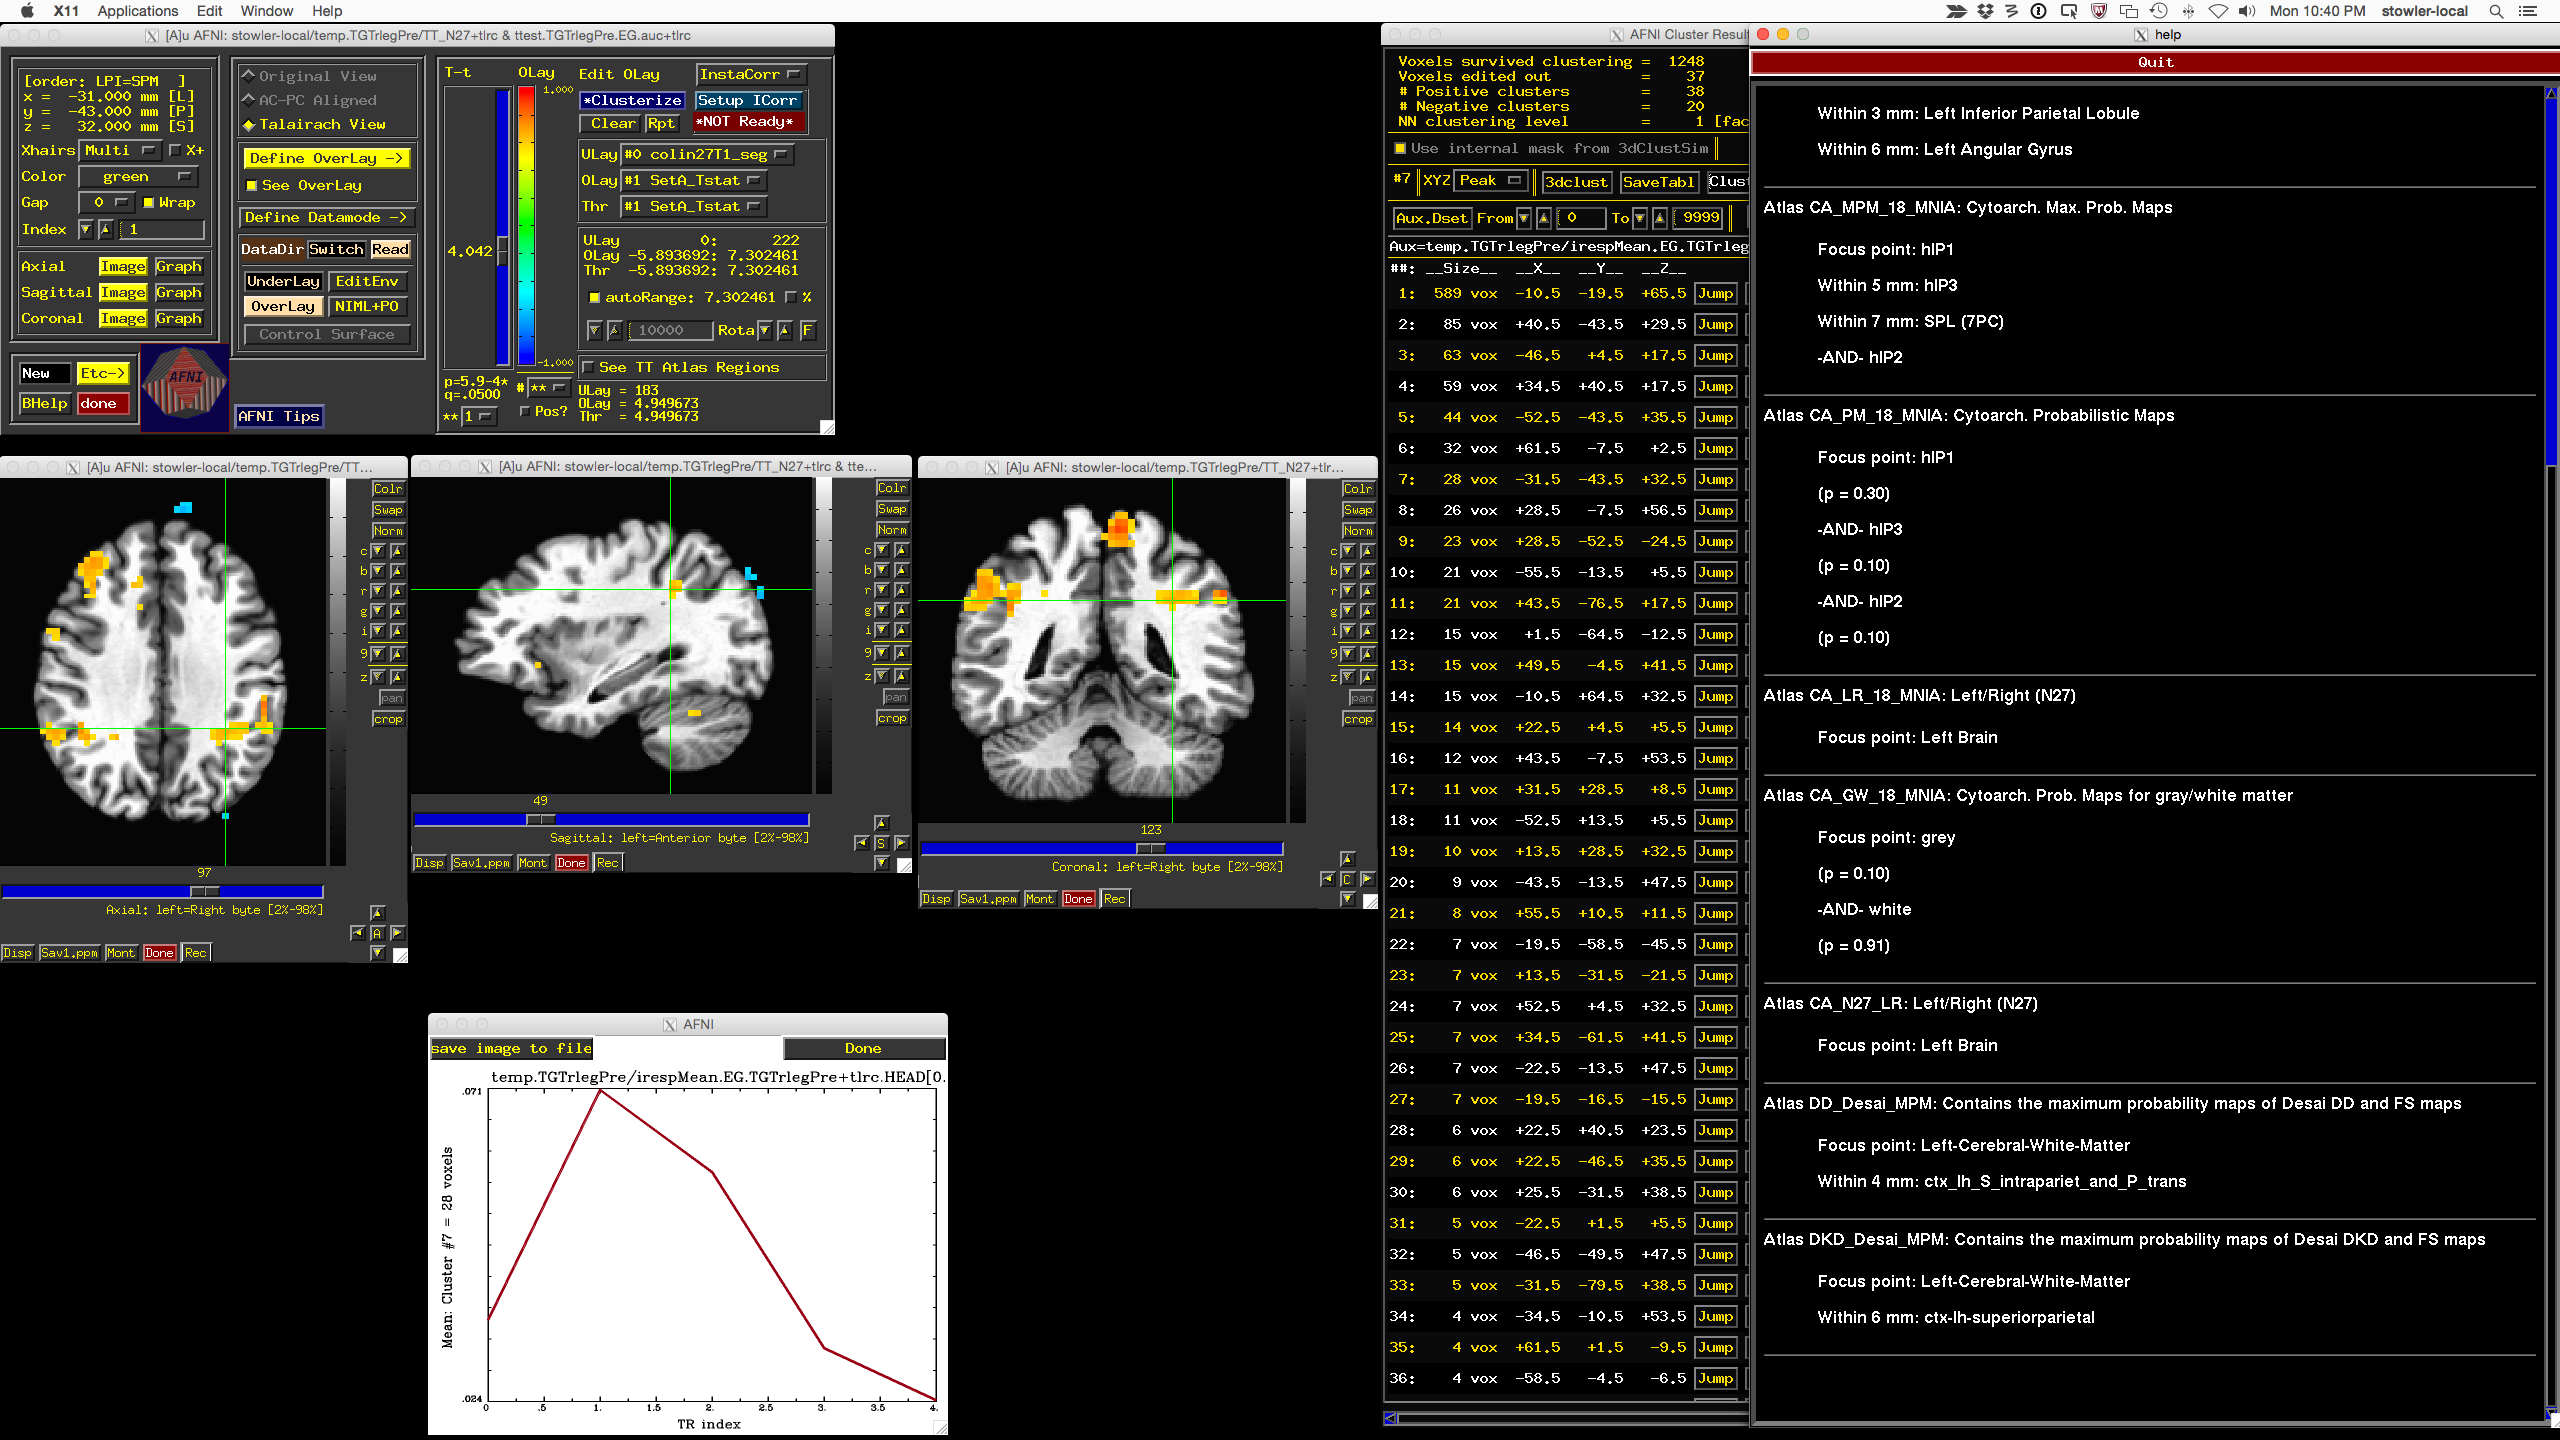 X11 Applications Edit Window Help
Mon 10:40 PM stowler-local
[A]u AFNI: stowler-local/temp.TGTrlegPre/TT_N27+tlrc & ttest.TGTrlegPre.EG.auc+tlrc
[order: LPI=SPM ]
x = -31.000 mm [L]
y = -43.000 mm [P]
z = 32.000 mm [S]
Xhairs Multi X+
Color green
Gap 0 Wrap
Index 1
Axial Image Graph
Sagittal Image Graph
Coronal Image Graph
New Etc->
BHelp done
AFNI
Original View
AC-PC Aligned
Talairach View
Define OverLay ->
See OverLay
Define Datamode ->
DataDir Switch Read
UnderLay EditEnv
OverLay NIML+PO
Control Surface
AFNI Tips
T-t OLay
1.000
4.042
-1.000
p=5.9-4*
q=.0500
** 1
# **
Pos?
Edit OLay InstaCorr
*Clusterize Setup ICorr
Clear Rpt *NOT Ready*
ULay #0 colin27T1_seg
OLay #1 SetA_Tstat
Thr #1 SetA_Tstat
ULay 0: 222
OLay -5.893692: 7.302461
Thr -5.893692: 7.302461
autoRange: 7.302461 %
10000 Rota F
See TT Atlas Regions
ULay = 183
OLay = 4.949673
Thr = 4.949673
[A]u AFNI: stowler-local/temp.TGTrlegPre/TT...
Colr
Swap
Norm
c
b
r
g
i
9
z
pan
crop
97
Axial: left=Right byte [2%-98%]
A
Disp Sav1.ppm Mont Done Rec
[A]u AFNI: stowler-local/temp.TGTrlegPre/TT_N27+tlrc & tte...
Colr
Swap
Norm
c
b
r
g
i
9
z
pan
crop
49
Sagittal: left=Anterior byte [2%-98%]
S
Disp Sav1.ppm Mont Done Rec
[A]u AFNI: stowler-local/temp.TGTrlegPre/TT_N27+tlr...
Colr
Swap
Norm
c
b
r
g
i
9
z
pan
crop
123
Coronal: left=Right byte [2%-98%]
C
Disp Sav1.ppm Mont Done Rec
AFNI
save image to file Done
temp.TGTrlegPre/irespMean.EG.TGTrlegPre+tlrc.HEAD[0.
.071
Mean: Cluster #7 = 28 voxels
.024
0 .5 1. 1.5 2. 2.5 3. 3.5 4.
TR index
AFNI Cluster Result
Voxels survived clustering = 1248
Voxels edited out = 37
# Positive clusters = 38
# Negative clusters = 20
NN clustering level = 1 [fac
Use internal mask from 3dClustSim
#7 XYZ Peak 3dclust SaveTabl Clust
Aux.Dset From 0 To 9999
Aux=temp.TGTrlegPre/irespMean.EG.TGTrleg
##: __Size__ __X__ __Y__ __Z__
1: 589 vox -10.5 -19.5 +65.5 Jump
2: 85 vox +40.5 -43.5 +29.5 Jump
3: 63 vox -46.5 +4.5 +17.5 Jump
4: 59 vox +34.5 +40.5 +17.5 Jump
5: 44 vox -52.5 -43.5 +35.5 Jump
6: 32 vox +61.5 -7.5 +2.5 Jump
7: 28 vox -31.5 -43.5 +32.5 Jump
8: 26 vox +28.5 -7.5 +56.5 Jump
9: 23 vox +28.5 -52.5 -24.5 Jump
10: 21 vox -55.5 -13.5 +5.5 Jump
11: 21 vox +43.5 -76.5 +17.5 Jump
12: 15 vox +1.5 -64.5 -12.5 Jump
13: 15 vox +49.5 -4.5 +41.5 Jump
14: 15 vox -10.5 +64.5 +32.5 Jump
15: 14 vox +22.5 +4.5 +5.5 Jump
16: 12 vox +43.5 -7.5 +53.5 Jump
17: 11 vox +31.5 +28.5 +8.5 Jump
18: 11 vox -52.5 +13.5 +5.5 Jump
19: 10 vox +13.5 +28.5 +32.5 Jump
20: 9 vox -43.5 -13.5 +47.5 Jump
21: 8 vox +55.5 +10.5 +11.5 Jump
22: 7 vox -19.5 -58.5 -45.5 Jump
23: 7 vox +13.5 -31.5 -21.5 Jump
24: 7 vox +52.5 +4.5 +32.5 Jump
25: 7 vox +34.5 -61.5 +41.5 Jump
26: 7 vox -22.5 -13.5 +47.5 Jump
27: 7 vox -19.5 -16.5 -15.5 Jump
28: 6 vox +22.5 +40.5 +23.5 Jump
29: 6 vox +22.5 -46.5 +35.5 Jump
30: 6 vox +25.5 -31.5 +38.5 Jump
31: 5 vox -22.5 +1.5 +5.5 Jump
32: 5 vox -46.5 -49.5 +47.5 Jump
33: 5 vox -31.5 -79.5 +38.5 Jump
34: 4 vox -34.5 -10.5 +53.5 Jump
35: 4 vox +61.5 +1.5 -9.5 Jump
36: 4 vox -58.5 -4.5 -6.5 Jump
help
Quit
Within 3 mm: Left Inferior Parietal Lobule
Within 6 mm: Left Angular Gyrus
Atlas CA_MPM_18_MNIA: Cytoarch. Max. Prob. Maps
Focus point: hIP1
Within 5 mm: hIP3
Within 7 mm: SPL (7PC)
-AND- hIP2
Atlas CA_PM_18_MNIA: Cytoarch. Probabilistic Maps
Focus point: hIP1
(p = 0.30)
-AND- hIP3
(p = 0.10)
-AND- hIP2
(p = 0.10)
Atlas CA_LR_18_MNIA: Left/Right (N27)
Focus point: Left Brain
Atlas CA_GW_18_MNIA: Cytoarch. Prob. Maps for gray/white matter
Focus point: grey
(p = 0.10)
-AND- white
(p = 0.91)
Atlas CA_N27_LR: Left/Right (N27)
Focus point: Left Brain
Atlas DD_Desai_MPM: Contains the maximum probability maps of Desai DD and FS maps
Focus point: Left-Cerebral-White-Matter
Within 4 mm: ctx_lh_S_intrapariet_and_P_trans
Atlas DKD_Desai_MPM: Contains the maximum probability maps of Desai DKD and FS maps
Focus point: Left-Cerebral-White-Matter
Within 6 mm: ctx-lh-superiorparietal